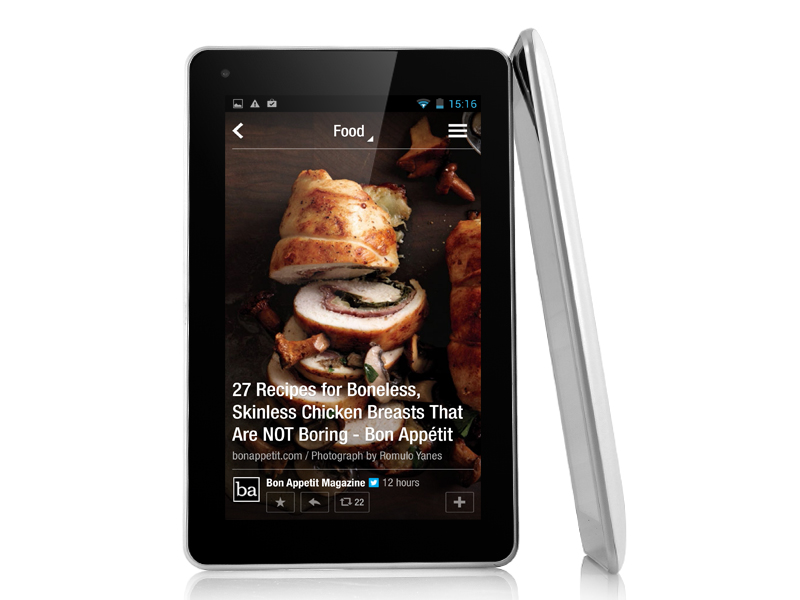 15:16
Food
27 Recipes for Boneless,
Skinless Chicken Breasts That
Are NOT Boring - Bon Appétit
bonappetit.com / Photograph by Romulo Yanes
ba
Bon Appetit Magazine 12 hours
22